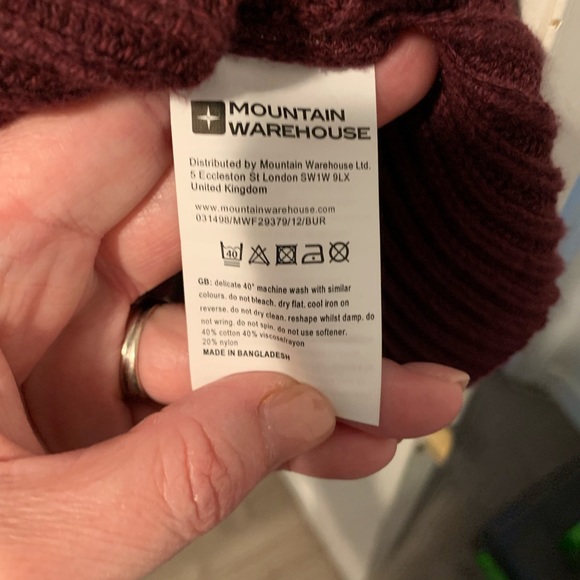 MOUNTAIN
WAREHOUSE
Distributed by Mountain Warehouse Ltd.
5 Eccleston St London SW1W 9LX
United Kingdom
www.mountainwarehouse.com
031498/MWF29379/12/BUR
40
GB: delicate 40° machine wash with similar
colours. do not bleach. dry flat. cool iron on
reverse. do not dry clean. reshape whilst damp. do
not wring. do not spin. do not use softener.
40% cotton 40% viscose/rayon
20% nylon
MADE IN BANGLADESH